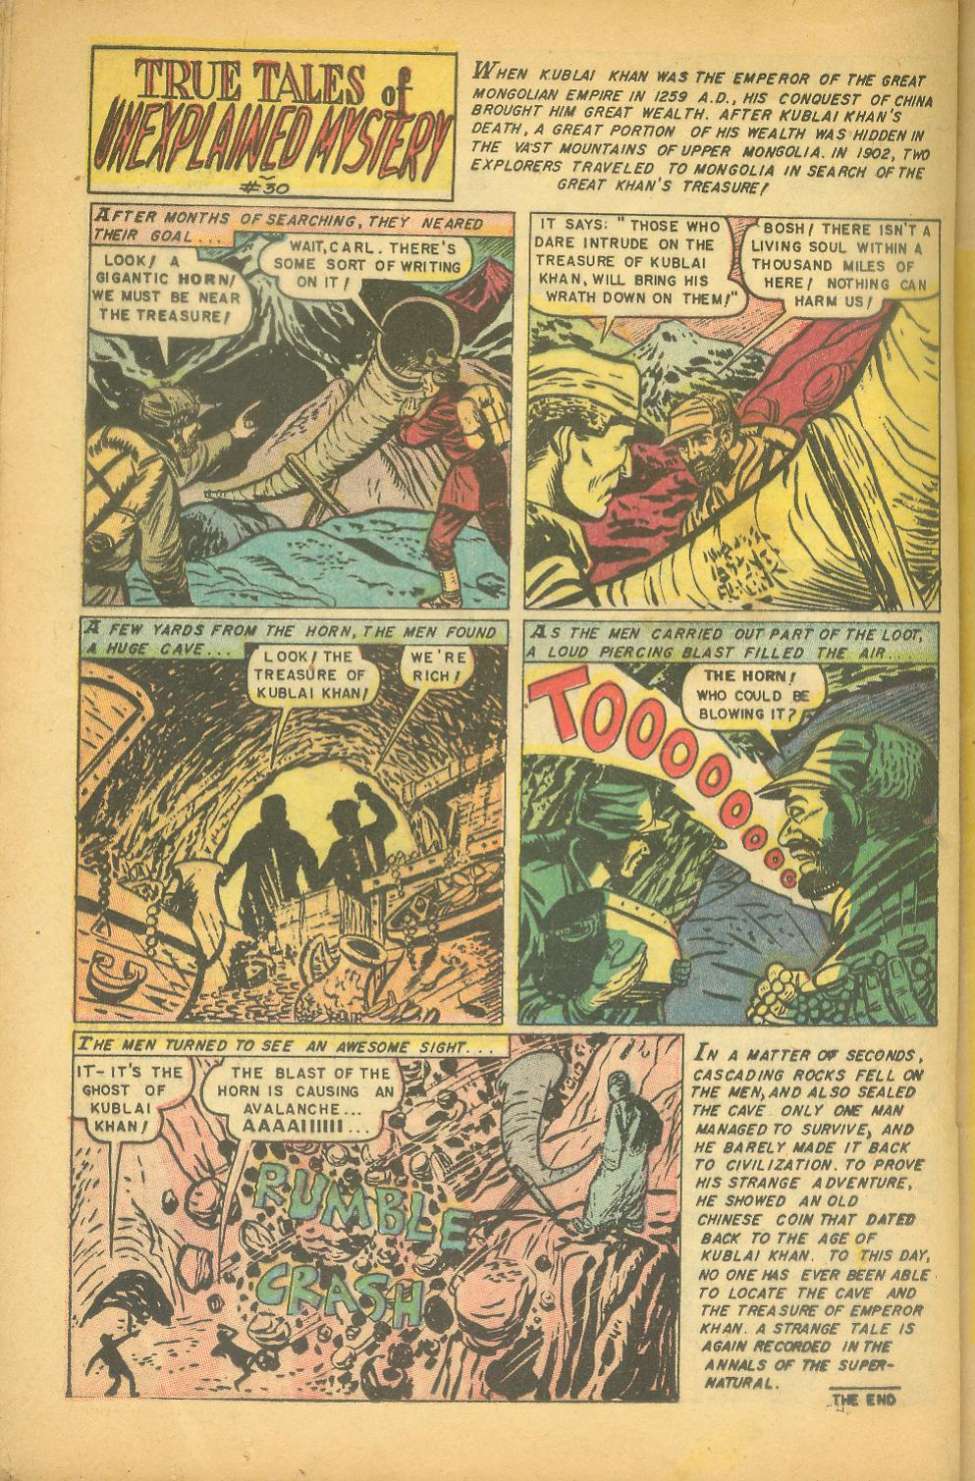 TRUE TALES of
UNEXPLAINED MYSTERY
#30
WHEN KUBLAI KHAN WAS THE EMPEROR OF THE GREAT
MONGOLIAN EMPIRE IN 1259 A.D., HIS CONQUEST OF CHINA
BROUGHT HIM GREAT WEALTH. AFTER KUBLAI KHAN'S
DEATH, A GREAT PORTION OF HIS WEALTH WAS HIDDEN IN
THE VAST MOUNTAINS OF UPPER MONGOLIA. IN 1902, TWO
EXPLORERS TRAVELED TO MONGOLIA IN SEARCH OF THE
GREAT KHAN'S TREASURE!
AFTER MONTHS OF SEARCHING, THEY NEARED
THEIR GOAL...
LOOK! A
GIGANTIC HORN!
WE MUST BE NEAR
THE TREASURE!
WAIT, CARL. THERE'S
SOME SORT OF WRITING
ON IT!
IT SAYS: "THOSE WHO
DARE INTRUDE ON THE
TREASURE OF KUBLAI
KHAN, WILL BRING HIS
WRATH DOWN ON THEM!"
BOSH! THERE ISN'T A
LIVING SOUL WITHIN A
THOUSAND MILES OF
HERE! NOTHING CAN
HARM US!
A FEW YARDS FROM THE HORN, THE MEN FOUND
A HUGE CAVE...
LOOK! THE
TREASURE OF
KUBLAI KHAN!
WE'RE
RICH!
AS THE MEN CARRIED OUT PART OF THE LOOT,
A LOUD PIERCING BLAST FILLED THE AIR....
THE HORN!
WHO COULD BE
BLOWING IT?
TOOOOOOOOOO
THE MEN TURNED TO SEE AN AWESOME SIGHT...
IT-IT'S THE
GHOST OF
KUBLAI
KHAN!
THE BLAST OF THE
HORN IS CAUSING AN
AVALANCHE...
AAAAIIIIII...
RUMBLE
CRASH
IN A MATTER OF SECONDS,
CASCADING ROCKS FELL ON
THE MEN, AND ALSO SEALED
THE CAVE. ONLY ONE MAN
MANAGED TO SURVIVE, AND
HE BARELY MADE IT BACK
TO CIVILIZATION. TO PROVE
HIS STRANGE ADVENTURE,
HE SHOWED AN OLD
CHINESE COIN THAT DATED
BACK TO THE AGE OF
KUBLAI KHAN. TO THIS DAY,
NO ONE HAS EVER BEEN ABLE
TO LOCATE THE CAVE AND
THE TREASURE OF EMPEROR
KHAN. A STRANGE TALE IS
AGAIN RECORDED IN THE
ANNALS OF THE SUPER-
NATURAL.
THE END